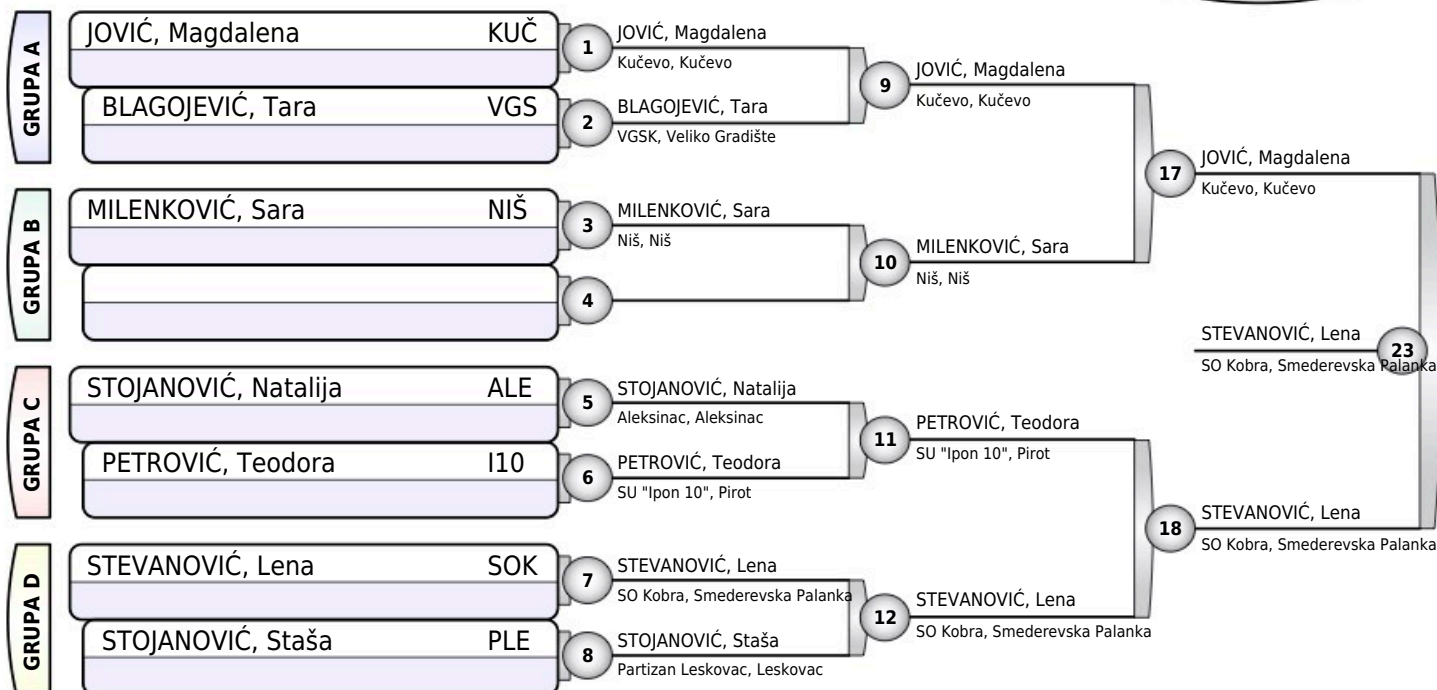 GRUPA A
JOVIĆ, Magdalena KUČ
BLAGOJEVIĆ, Tara VGS
1
JOVIĆ, Magdalena
Kučevo, Kučevo
2
BLAGOJEVIĆ, Tara
VGSK, Veliko Gradište
9
JOVIĆ, Magdalena
Kučevo, Kučevo
GRUPA B
MILENKOVIĆ, Sara NIŠ
3
MILENKOVIĆ, Sara
Niš, Niš
4
10
MILENKOVIĆ, Sara
Niš, Niš
17
JOVIĆ, Magdalena
Kučevo, Kučevo
GRUPA C
STOJANOVIĆ, Natalija ALE
PETROVIĆ, Teodora I10
5
STOJANOVIĆ, Natalija
Aleksinac, Aleksinac
6
PETROVIĆ, Teodora
SU "Ipon 10", Pirot
11
PETROVIĆ, Teodora
SU "Ipon 10", Pirot
GRUPA D
STEVANOVIĆ, Lena SOK
STOJANOVIĆ, Staša PLE
7
STEVANOVIĆ, Lena
SO Kobra, Smederevska Palanka
8
STOJANOVIĆ, Staša
Partizan Leskovac, Leskovac
12
STEVANOVIĆ, Lena
SO Kobra, Smederevska Palanka
18
STEVANOVIĆ, Lena
SO Kobra, Smederevska Palanka
STEVANOVIĆ, Lena
23
SO Kobra, Smederevska Palanka